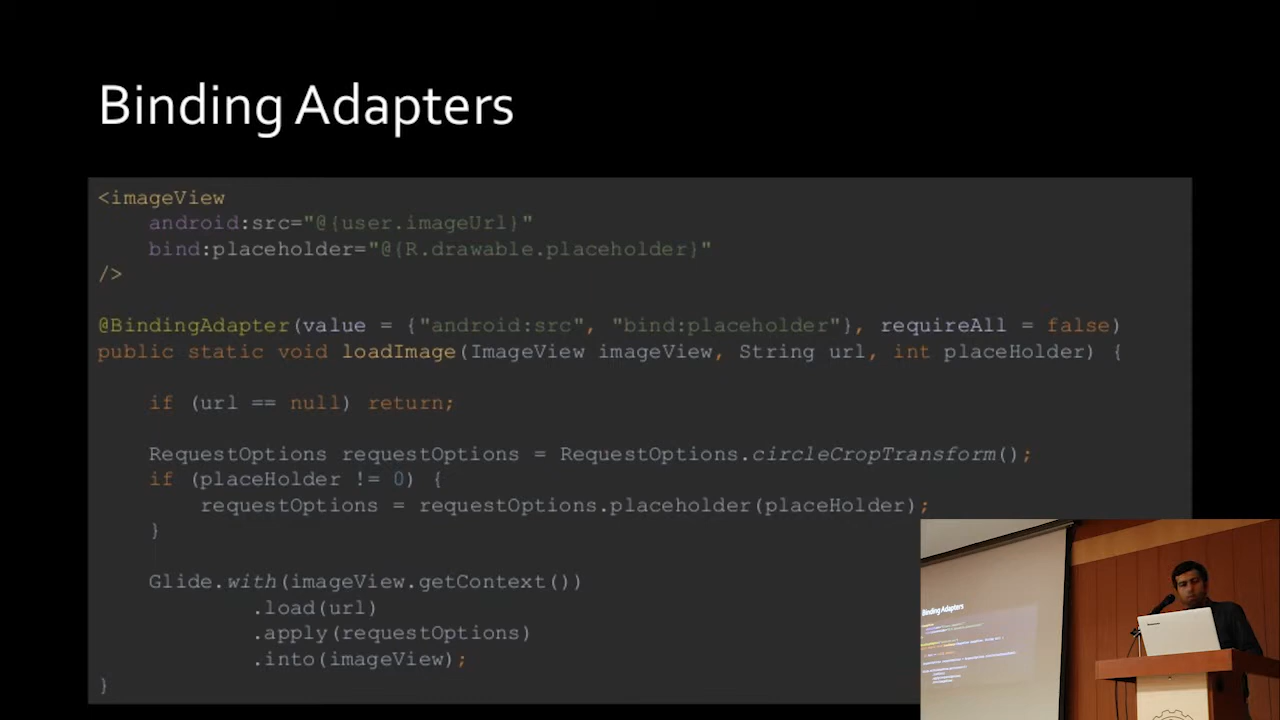 Binding Adapters
<imageView
android:src="@{user.imageUrl}"
bind:placeholder="@{R.drawable.placeholder}"
/>
@BindingAdapter(value = {"android:src", "bind:placeholder"}, requireAll = false)
public static void loadImage(ImageView imageView, String url, int placeHolder) {
if (url == null) return;
RequestOptions requestOptions = RequestOptions.circleCropTransform();
if (placeHolder != 0) {
requestOptions = requestOptions.placeholder(placeHolder);
}
Glide.with(imageView.getContext())
.load(url)
.apply(requestOptions)
.into(imageView);
}
Binding Adapters